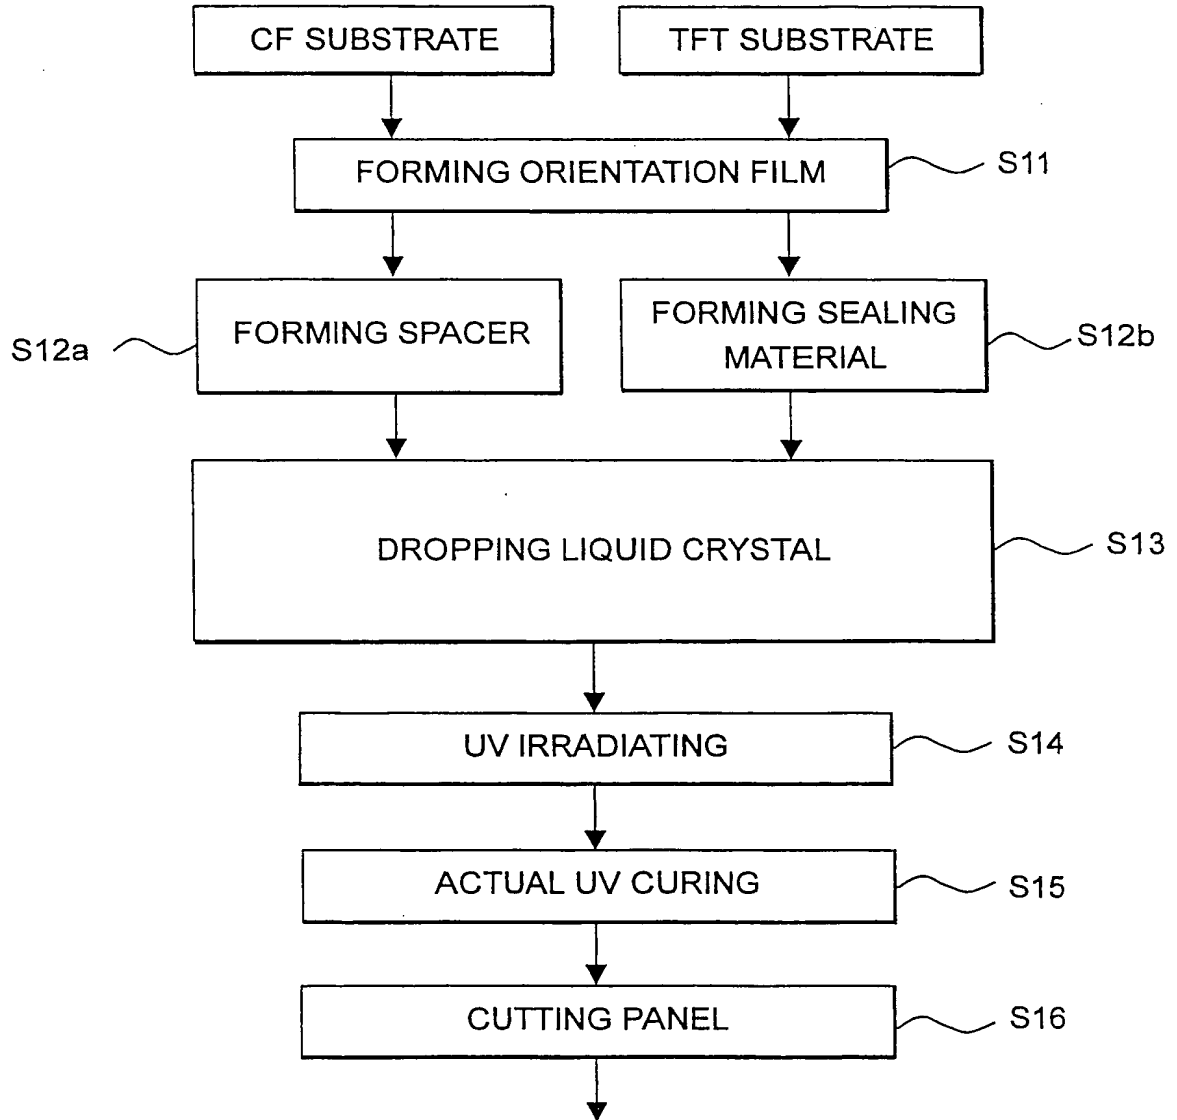 CF SUBSTRATE
TFT SUBSTRATE
FORMING ORIENTATION FILM
S11
S12a
FORMING SPACER
FORMING SEALING
MATERIAL
S12b
DROPPING LIQUID CRYSTAL
S13
UV IRRADIATING
S14
ACTUAL UV CURING
S15
CUTTING PANEL
S16